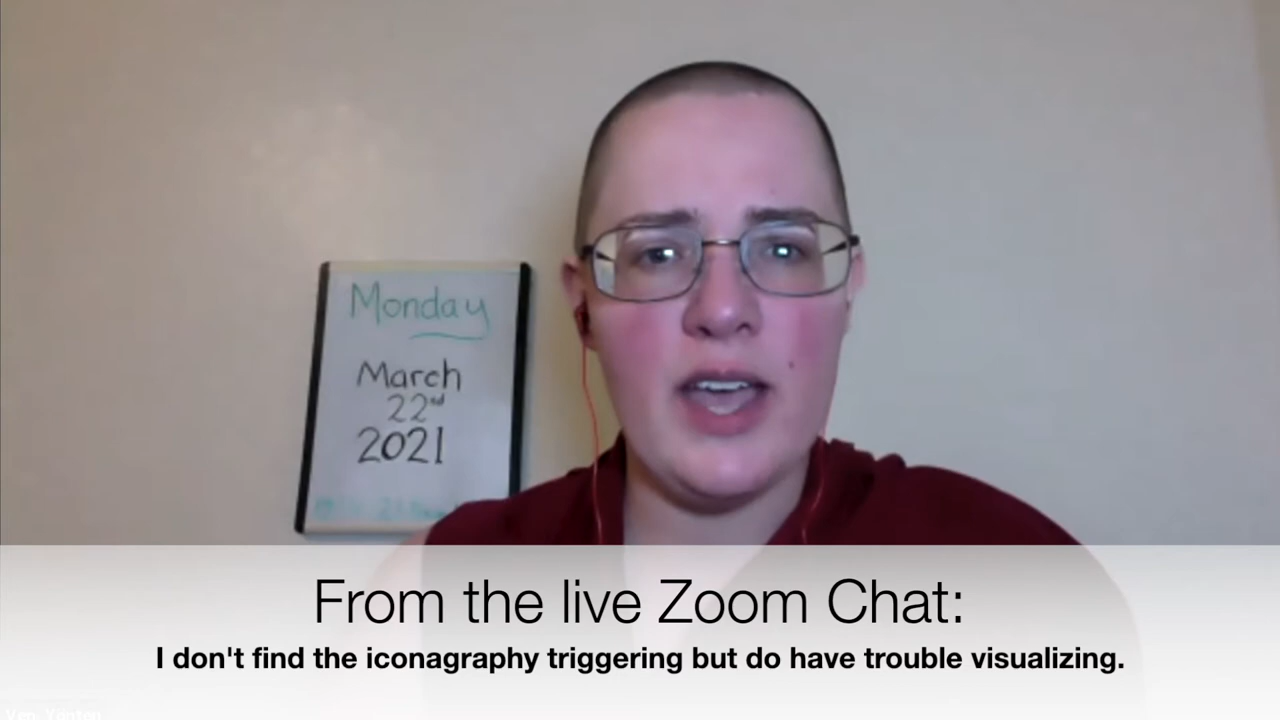 Monday
March
22nd
2021
From the live Zoom Chat:
I don't find the iconagraphy triggering but do have trouble visualizing.